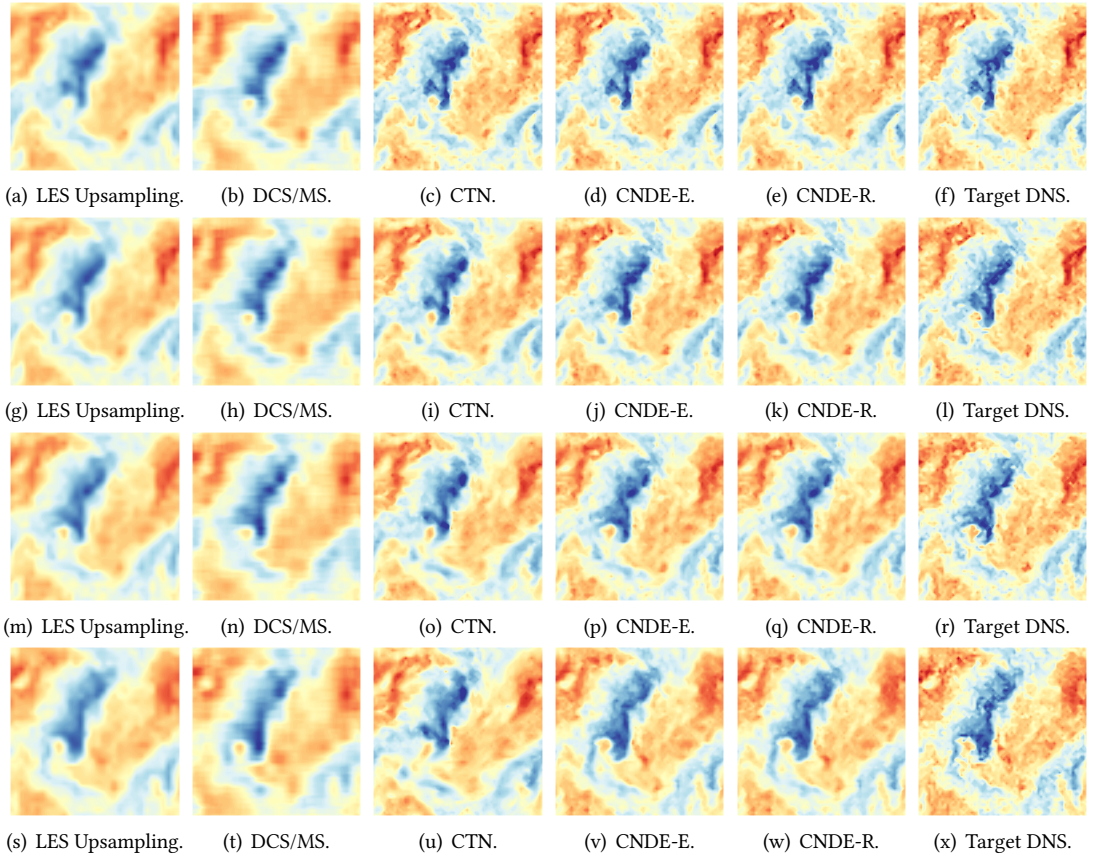 (a) LES Upsampling. (b) DCS/MS. (c) CTN. (d) CNDE-E. (e) CNDE-R. (f) Target DNS.
(g) LES Upsampling. (h) DCS/MS. (i) CTN. (j) CNDE-E. (k) CNDE-R. (l) Target DNS.
(m) LES Upsampling. (n) DCS/MS. (o) CTN. (p) CNDE-E. (q) CNDE-R. (r) Target DNS.
(s) LES Upsampling. (t) DCS/MS. (u) CTN. (v) CNDE-E. (w) CNDE-R. (x) Target DNS.